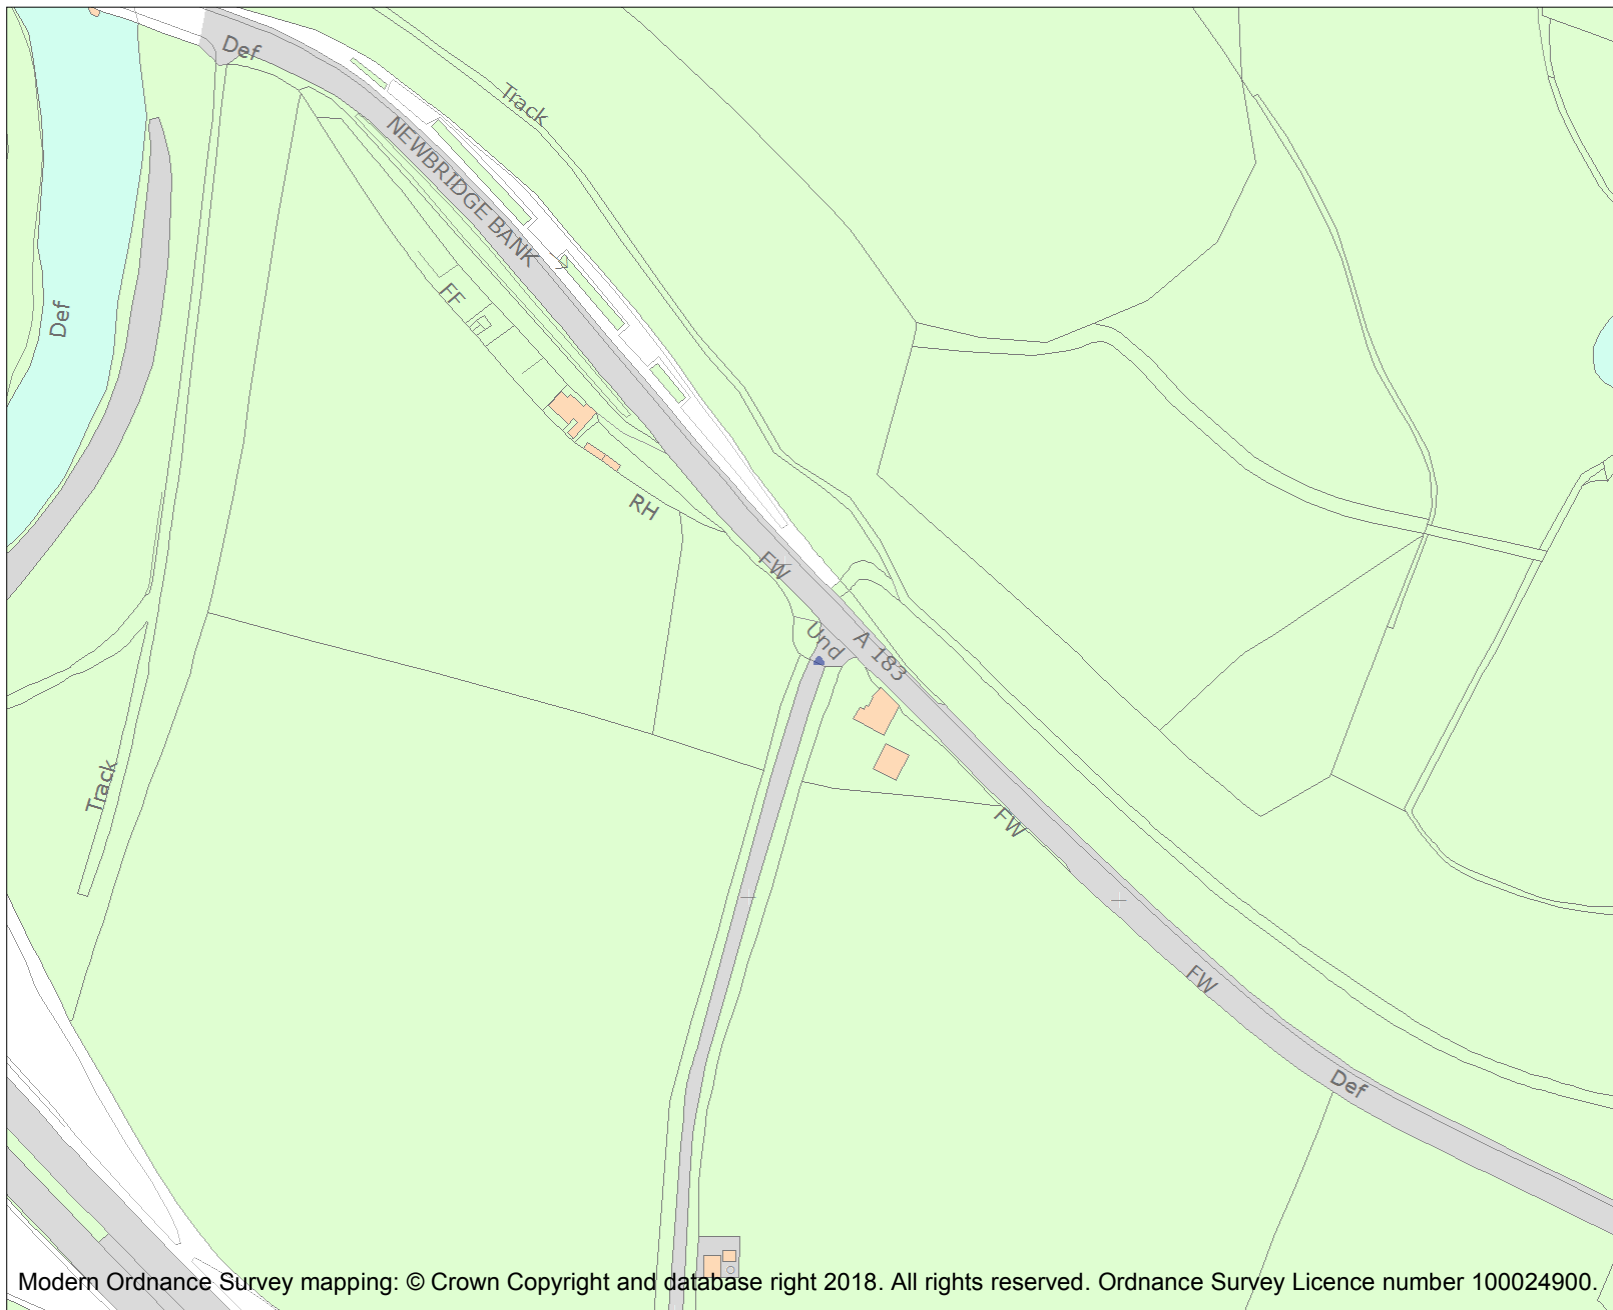 Def
Track
NEWBRIDGE BANK
FF
Def
RH
FW
Und
A 183
Track
FW
FW
Def
Modern Ordnance Survey mapping: © Crown Copyright and database right 2018. All rights reserved. Ordnance Survey Licence number 100024900.